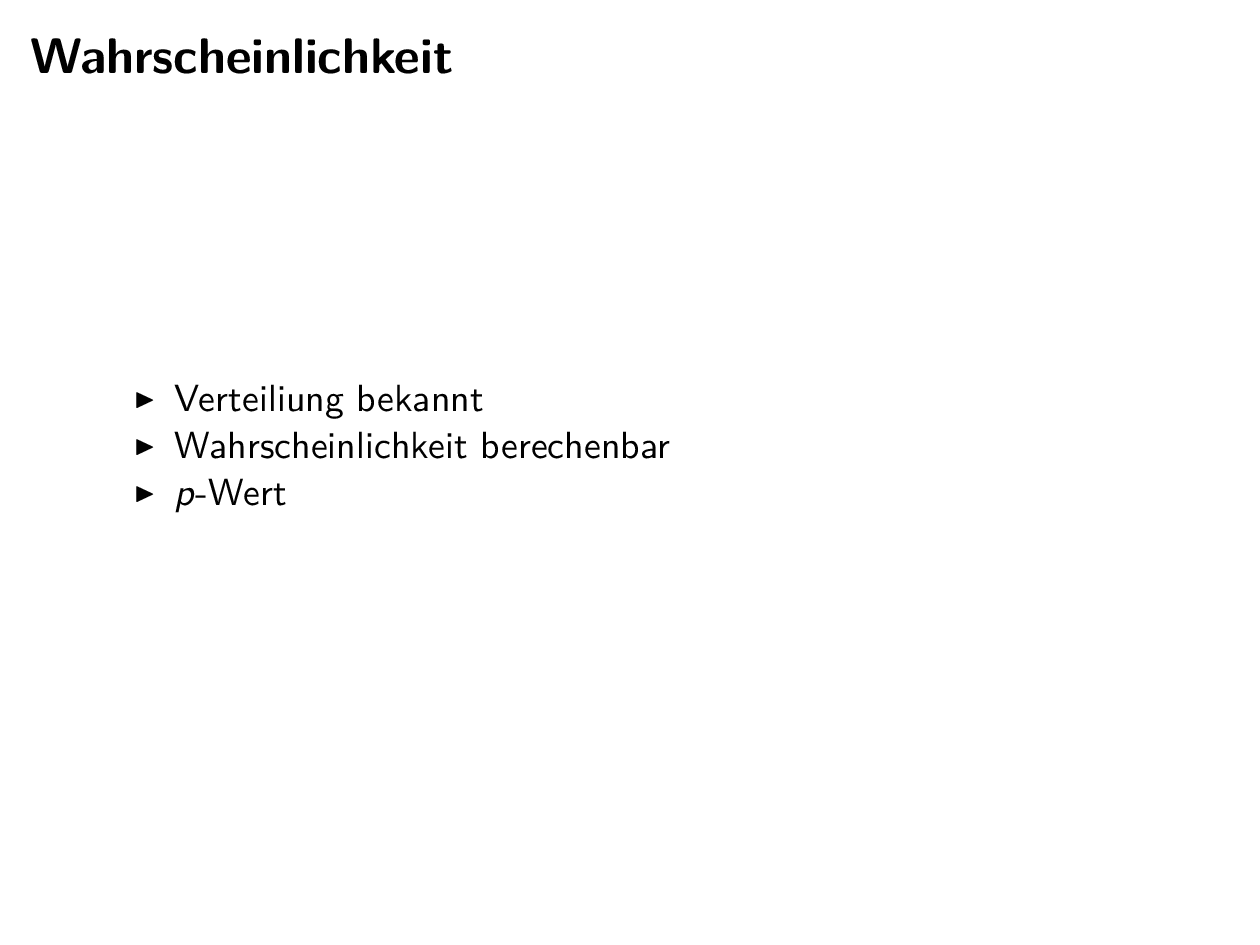 Wahrscheinlichkeit
▶ Verteiliung bekannt
▶ Wahrscheinlichkeit berechenbar
▶ p-Wert